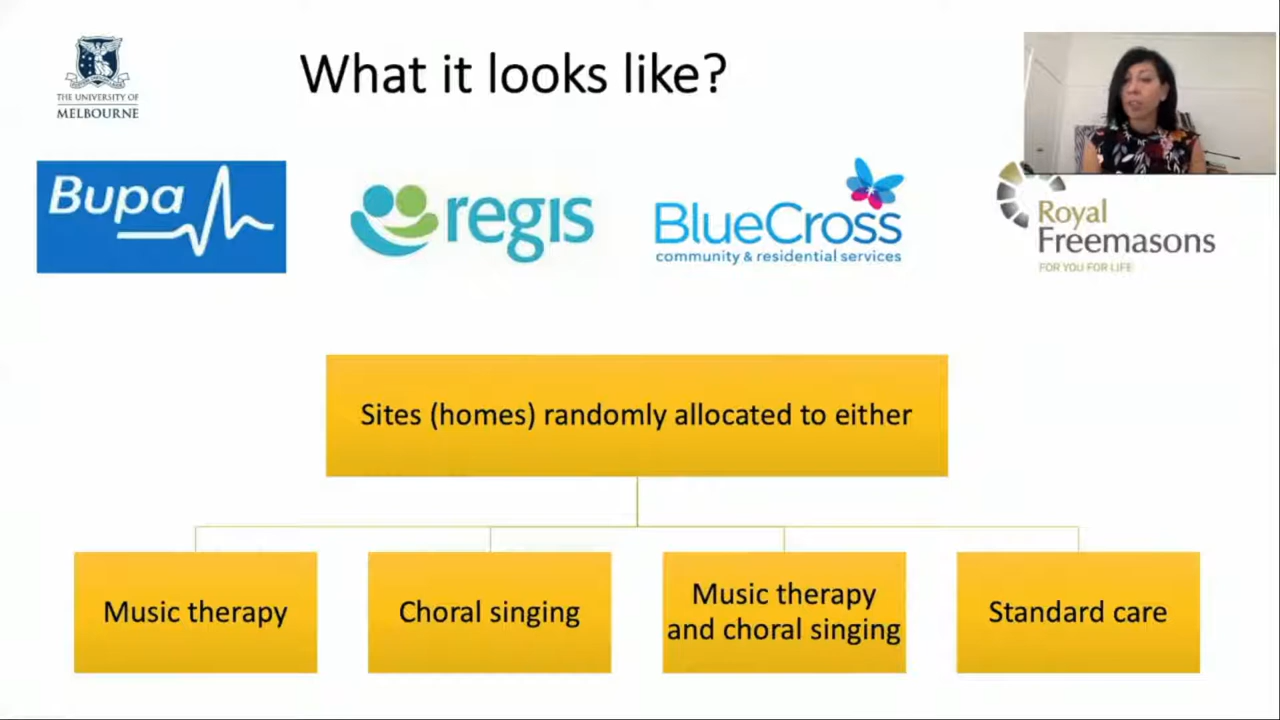 What it looks like?
THE UNIVERSITY OF
MELBOURNE
Bupa
regis
BlueCross
community & residential services
Royal
Freemasons
FOR YOU FOR LIFE
Sites (homes) randomly allocated to either
Music therapy
Choral singing
Music therapy
and choral singing
Standard care